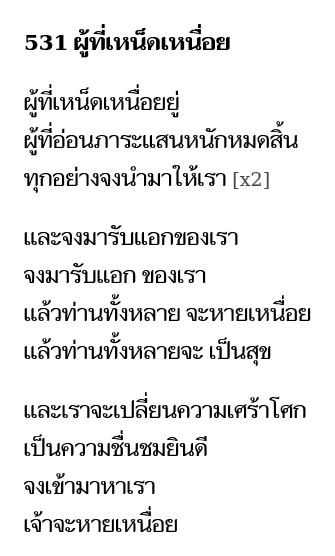 531 ผู้ที่เหน็ดเหนื่อย
ผู้ที่เหน็ดเหนื่อยยู่
ผู้ที่อ่อนภาระแสนหนักหมดสิ้น
ทุกอย่างจงนำมาให้เรา [x2]
และจงมารับแอกของเรา
จงมารับแอก ของเรา
แล้วท่านทั้งหลาย จะหายเหนื่อย
แล้วท่านทั้งหลายจะ เป็นสุข
และเราจะเปลี่ยนความเศร้าโศก
เป็นความชื่นชมยินดี
จงเข้ามาหาเรา
เจ้าจะหายเหนื่อย